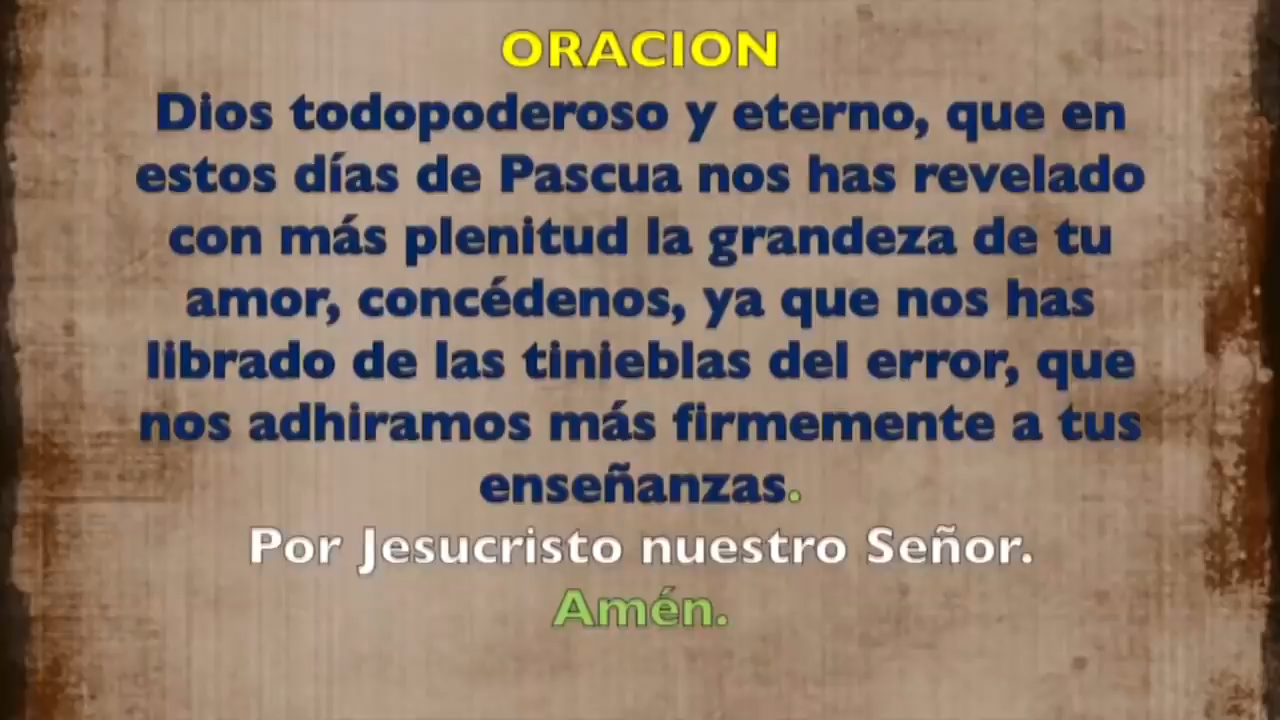 ORACION
Dios todopoderoso y eterno, que en
estos días de Pascua nos has revelado
con más plenitud la grandeza de tu
amor, concédenos, ya que nos has
librado de las tinieblas del error, que
nos adhiramos más firmemente a tus
enseñanzas.
Por Jesucristo nuestro Señor.
Amén.